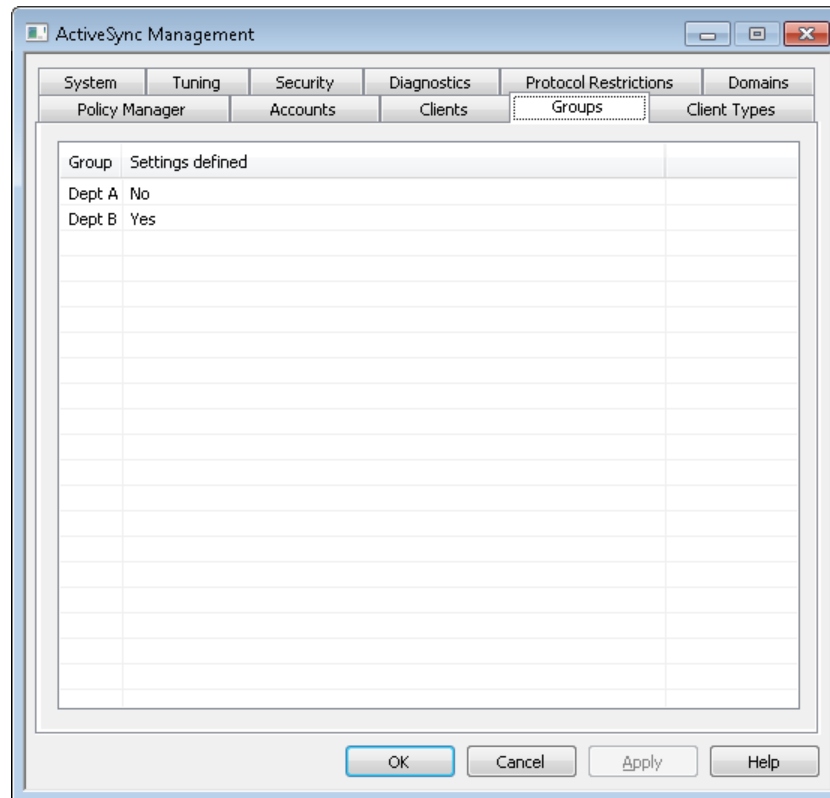 ActiveSync Management
System Tuning Security Diagnostics Protocol Restrictions Domains
Policy Manager Accounts Clients Groups Client Types
Group Settings defined
Dept A No
Dept B Yes
OK Cancel Apply Help